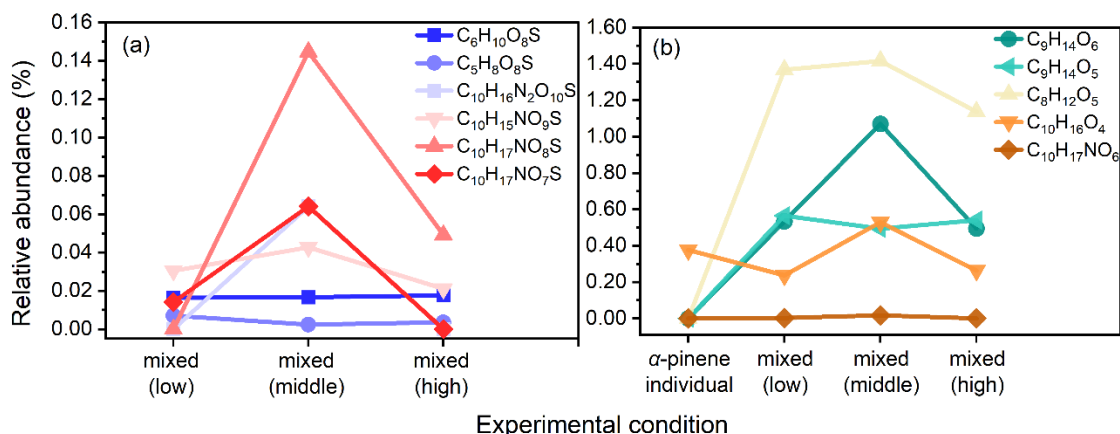 (a)
C₆H₁₀O₈S
C₅H₈O₈S
C₁₀H₁₆N₂O₁₀S
C₁₀H₁₅NO₉S
C₁₀H₁₇NO₈S
C₁₀H₁₇NO₇S
Relative abundance (%)
0.16
0.14
0.12
0.10
0.08
0.06
0.04
0.02
0.00
mixed
(low)
mixed
(middle)
mixed
(high)
(b)
C₉H₁₄O₆
C₉H₁₄O₅
C₈H₁₂O₅
C₁₀H₁₆O₄
C₁₀H₁₇NO₆
1.60
1.40
1.20
1.00
0.80
0.60
0.40
0.20
0.00
α-pinene
individual
mixed
(low)
mixed
(middle)
mixed
(high)
Experimental condition